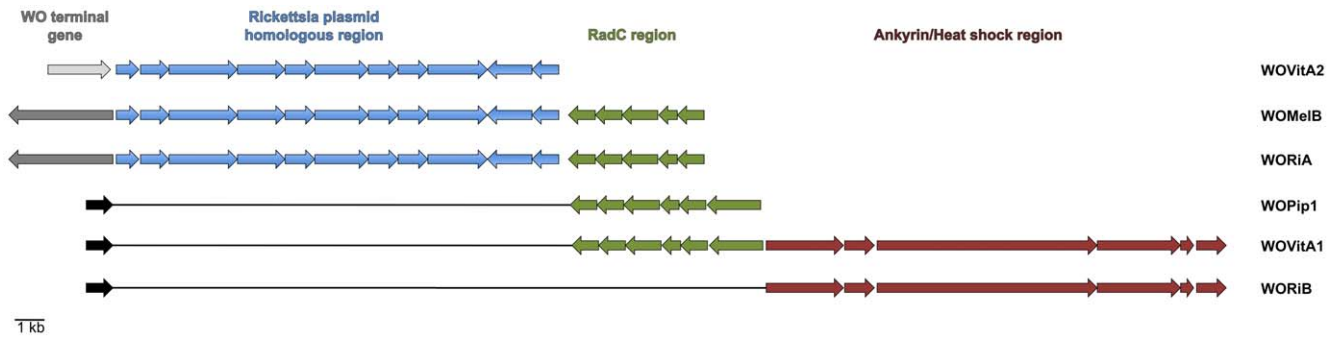 WO terminal
gene
Rickettsia plasmid
homologous region
RadC region
Ankyrin/Heat shock region
WOVitA2
WOMelB
WORiA
WOPip1
WOVitA1
WORiB
1 kb